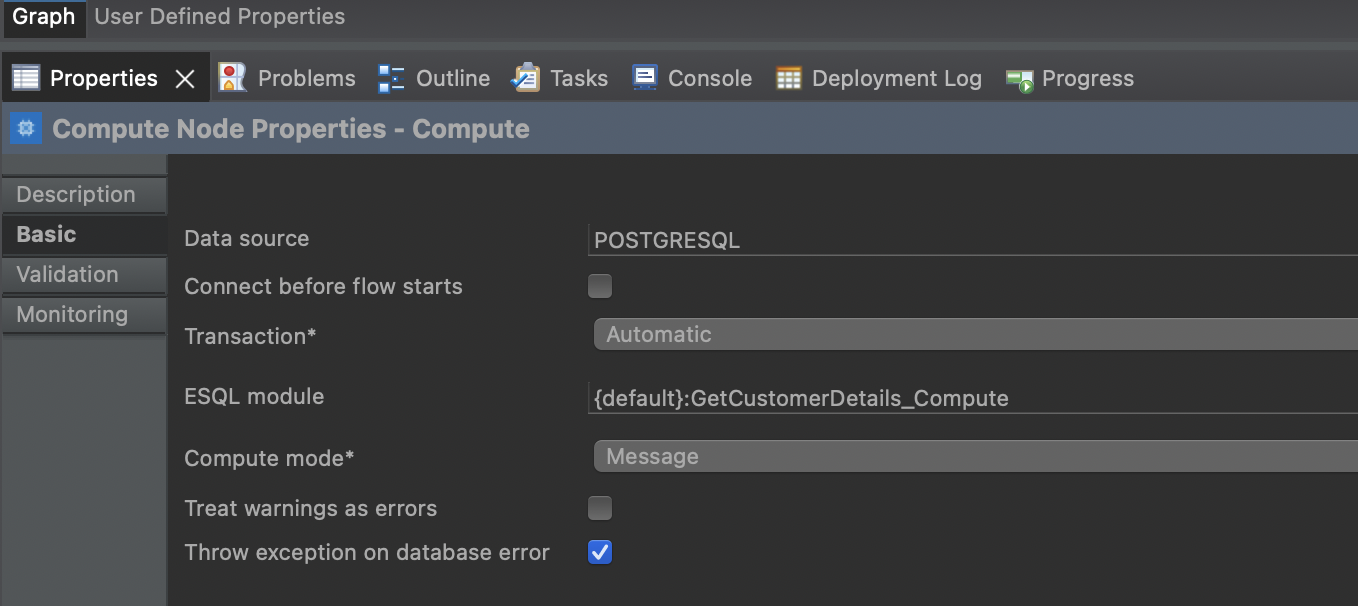 Graph User Defined Properties
Properties Problems Outline Tasks Console Deployment Log Progress
Compute Node Properties - Compute
Description
Basic
Validation
Monitoring
Data source POSTGRESQL
Connect before flow starts
Transaction* Automatic
ESQL module {default}:GetCustomerDetails_Compute
Compute mode* Message
Treat warnings as errors
Throw exception on database error